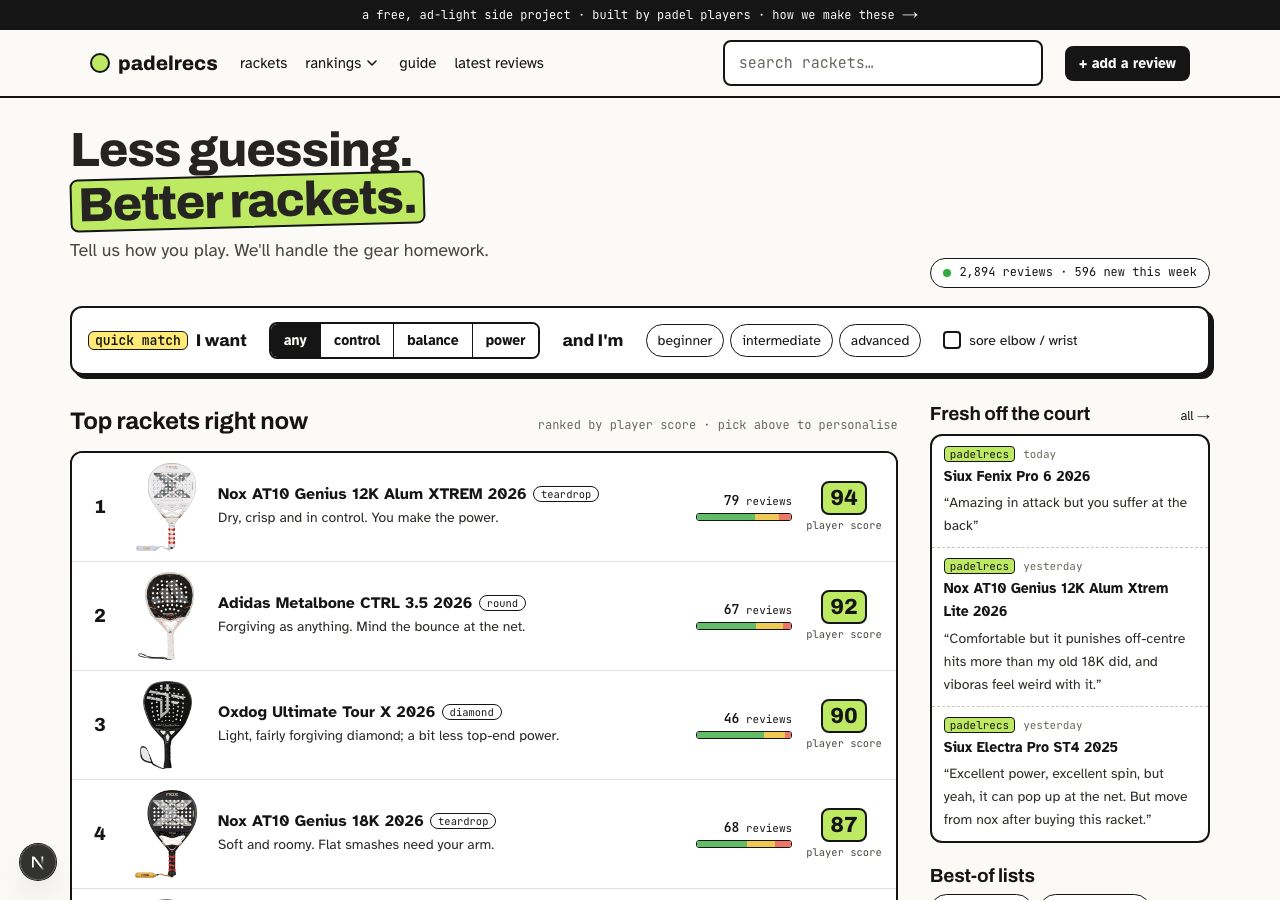 a free, ad-light side project · built by padel players · how we make these →
padelrecs
rackets
rankings
guide
latest reviews
search rackets…
+ add a review
Less guessing.
Better rackets.
Tell us how you play. We'll handle the gear homework.
2,894 reviews · 596 new this week
quick match
I want
any
control
balance
power
and I'm
beginner
intermediate
advanced
sore elbow / wrist
Top rackets right now
ranked by player score · pick above to personalise
1
Nox AT10 Genius 12K Alum XTREM 2026
teardrop
Dry, crisp and in control. You make the power.
79 reviews
94
player score
2
Adidas Metalbone CTRL 3.5 2026
round
Forgiving as anything. Mind the bounce at the net.
67 reviews
92
player score
3
Oxdog Ultimate Tour X 2026
diamond
Light, fairly forgiving diamond; a bit less top-end power.
46 reviews
90
player score
4
Nox AT10 Genius 18K 2026
teardrop
Soft and roomy. Flat smashes need your arm.
68 reviews
87
player score
Fresh off the court
all →
padelrecs
today
Siux Fenix Pro 6 2026
“Amazing in attack but you suffer at the
back”
padelrecs
yesterday
Nox AT10 Genius 12K Alum Xtrem
Lite 2026
“Comfortable but it punishes off-centre
hits more than my old 18K did, and
viboras feel weird with it.”
padelrecs
yesterday
Siux Electra Pro ST4 2025
“Excellent power, excellent spin, but
yeah, it can pop up at the net. But move
from nox after buying this racket.”
Best-of lists
N